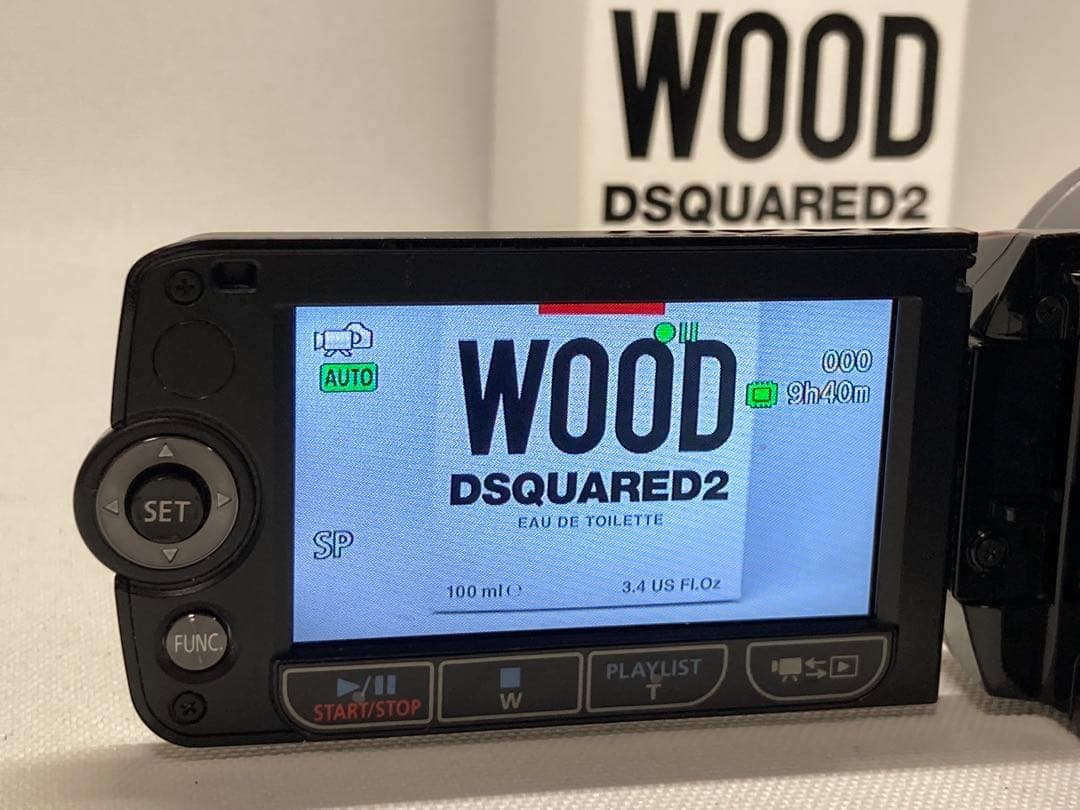 WOOD
DSQUARED2
AUTO
000
9h40m
WOOD
DSQUARED2
EAU DE TOILETTE
SP
100 ml ℮
3.4 US Fl.Oz
SET
FUNC.
START/STOP
W
PLAYLIST
T